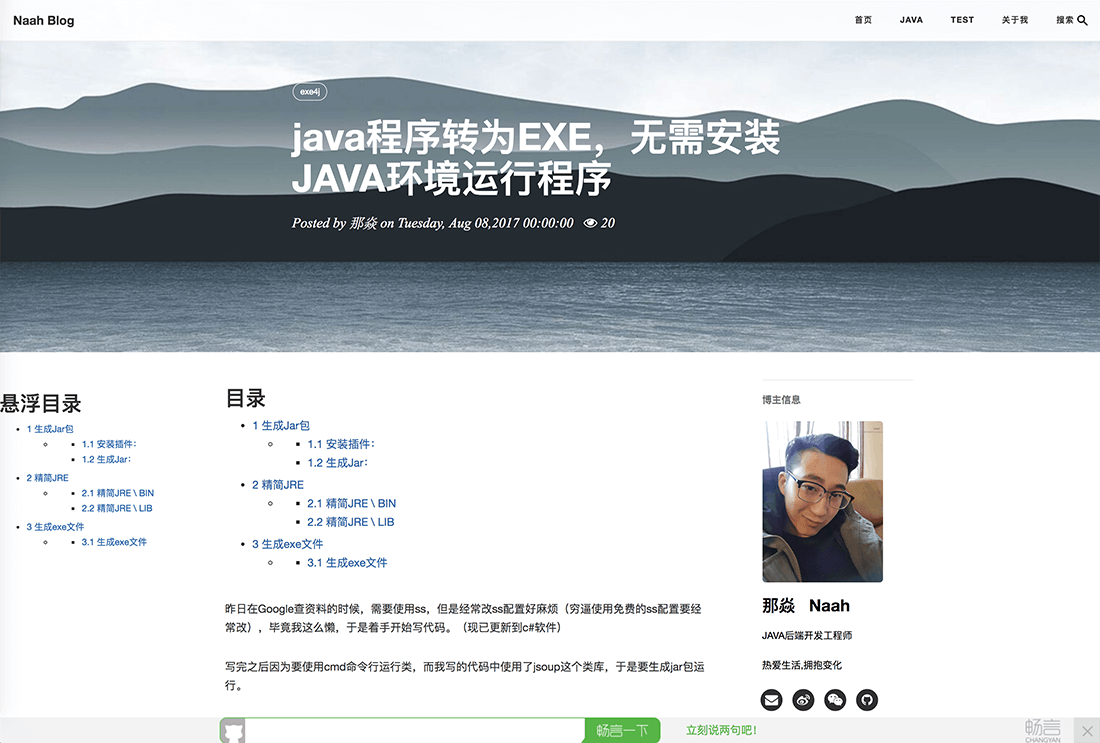 Naah Blog
首页 JAVA TEST 关于我 搜索
exe4j
java程序转为EXE，无需安装
JAVA环境运行程序
Posted by 那焱 on Tuesday, Aug 08,2017 00:00:00 20
悬浮目录
1 生成Jar包
1.1 安装插件：
1.2 生成Jar：
2 精简JRE
2.1 精简JRE \ BIN
2.2 精简JRE \ LIB
3 生成exe文件
3.1 生成exe文件
目录
1 生成Jar包
1.1 安装插件：
1.2 生成Jar：
2 精简JRE
2.1 精简JRE \ BIN
2.2 精简JRE \ LIB
3 生成exe文件
3.1 生成exe文件
昨日在Google查资料的时候，需要使用ss，但是经常改ss配置好麻烦（穷逼使用免费的ss配置要经
常改），毕竟我这么懒，于是着手开始写代码。（现已更新到c#软件）
写完之后因为要使用cmd命令行运行类，而我写的代码中使用了jsoup这个类库，于是要生成jar包运
行。
博主信息
那焱 Naah
JAVA后端开发工程师
热爱生活,拥抱变化
畅言一下
立刻说两句吧！
畅言
CHANGYAN